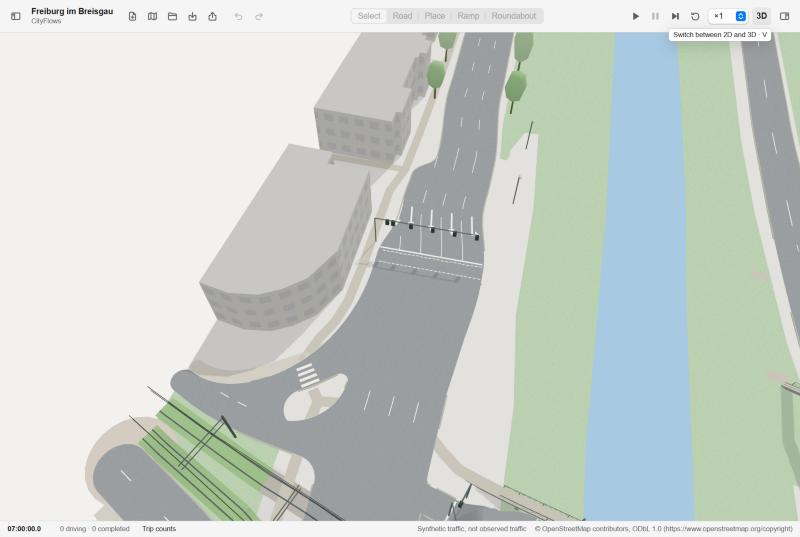 Freiburg im Breisgau
CityFlows
Select Road Place Ramp Roundabout
×1
3D
Switch between 2D and 3D · V
07:00:00.0 0 driving · 0 completed Trip counts
Synthetic traffic, not observed traffic © OpenStreetMap contributors, ODbL 1.0 (https://www.openstreetmap.org/copyright)